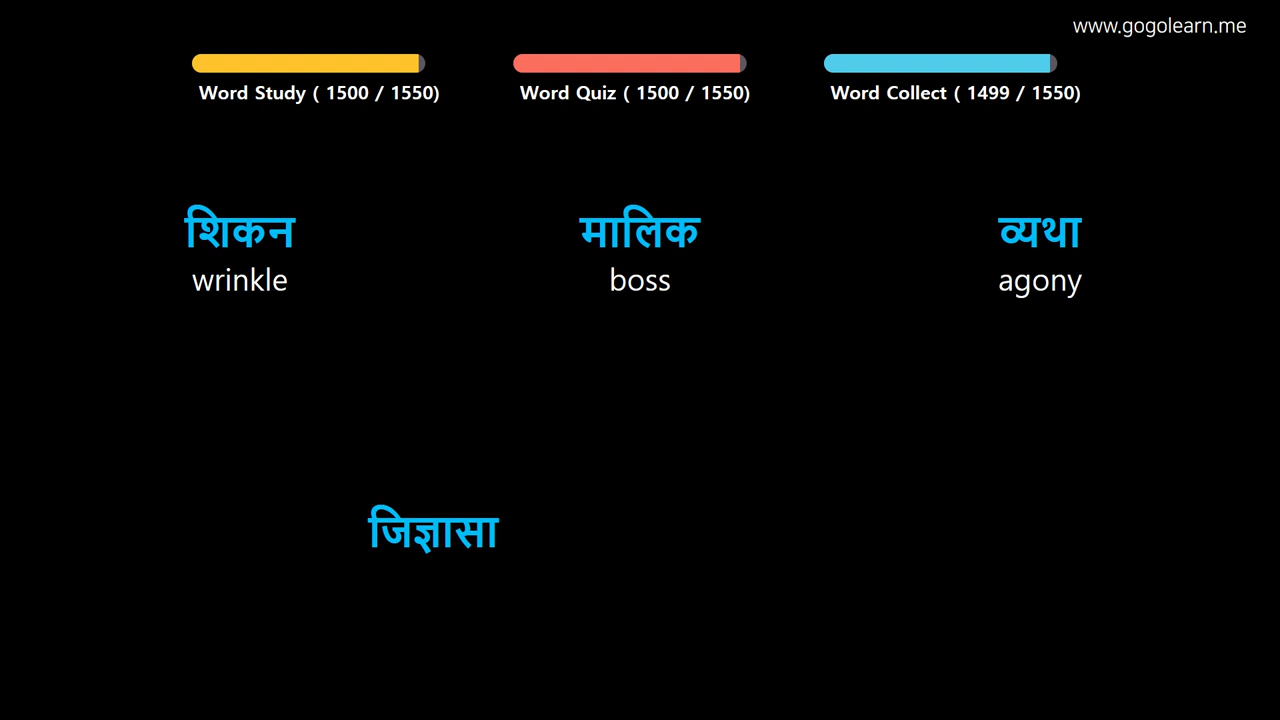 www.gogolearn.me
Word Study ( 1500 / 1550)
Word Quiz ( 1500 / 1550)
Word Collect ( 1499 / 1550)
शिकन
wrinkle
मालिक
boss
व्यथा
agony
जिज्ञासा